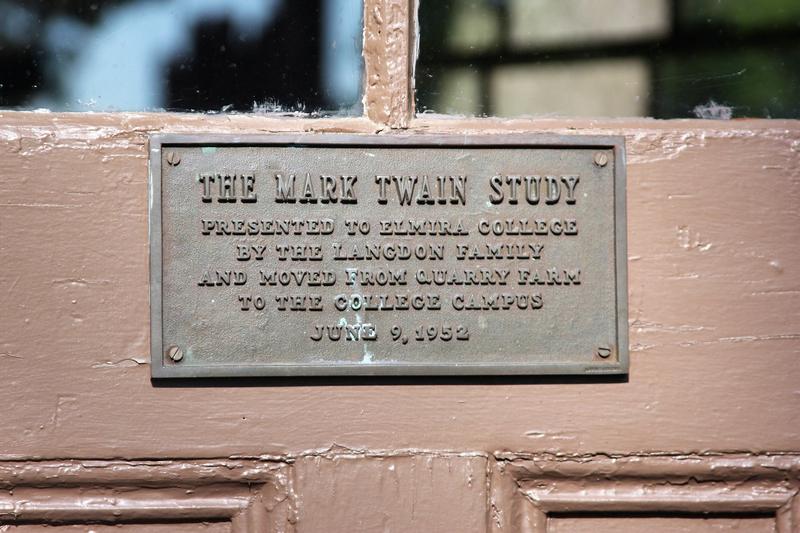 THE MARK TWAIN STUDY
PRESENTED TO ELMIRA COLLEGE
BY THE LANGDON FAMILY
AND MOVED FROM QUARRY FARM
TO THE COLLEGE CAMPUS
JUNE 9, 1952